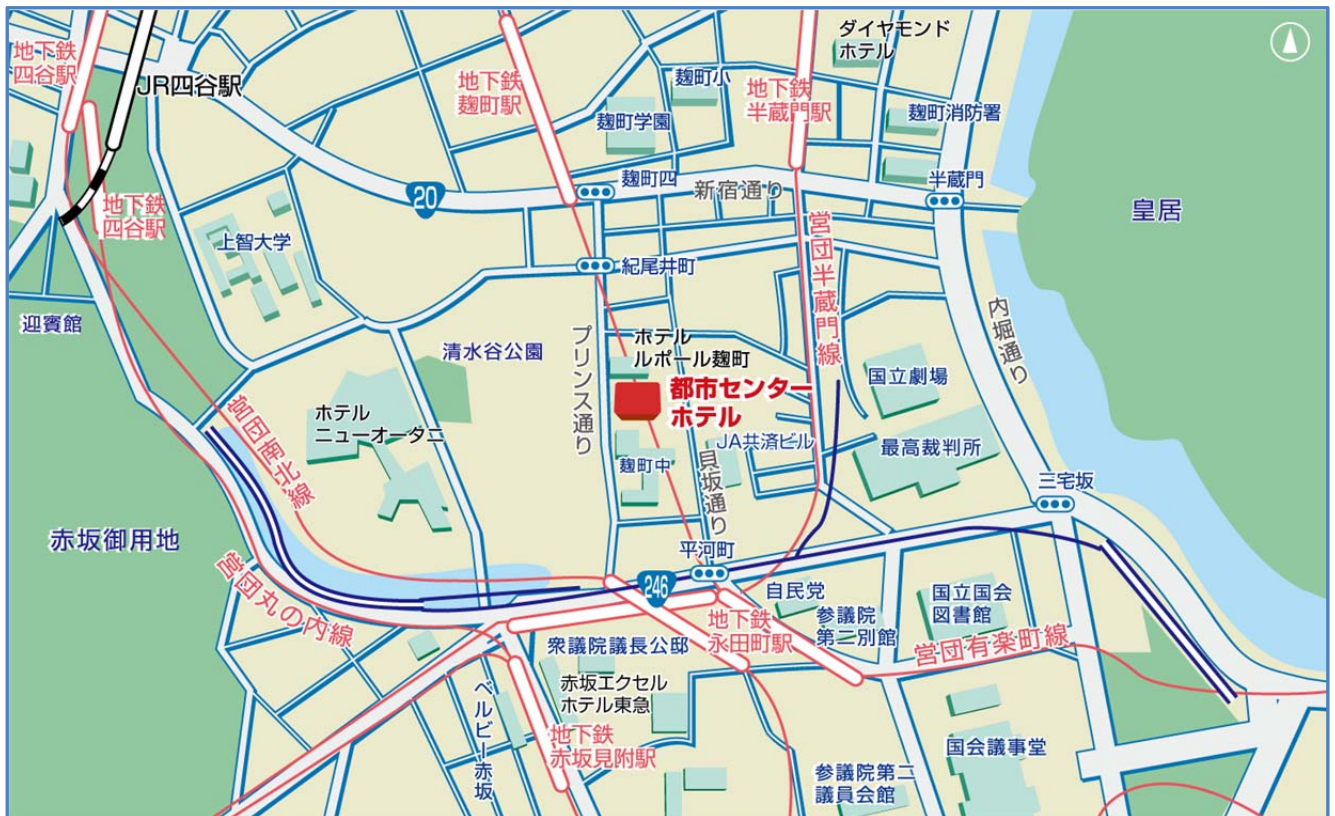 ダイヤモンド
ホテル
地下鉄
四谷駅
JR四谷駅
地下鉄
麹町駅
麹町小
地下鉄
半蔵門駅
麹町学園
麹町消防署
地下鉄
四谷駅
20
麹町四
新宿通り
半蔵門
皇居
上智大学
紀尾井町
営団半蔵門線
内堀通り
迎賓館
清水谷公園
プリンス通り
ホテル
ルポール麹町
都市センター
ホテル
国立劇場
営団南北線
ホテル
ニューオータニ
麹町中
貝坂通り
JA共済ビル
最高裁判所
三宅坂
赤坂御用地
平河町
営団丸の内線
246
自民党
地下鉄
永田町駅
参議院
第二別館
国立国会
図書館
衆議院議長公邸
営団有楽町線
赤坂エクセル
ホテル東急
ベルビー赤坂
地下鉄
赤坂見附駅
国会議事堂
参議院第二
議員会館